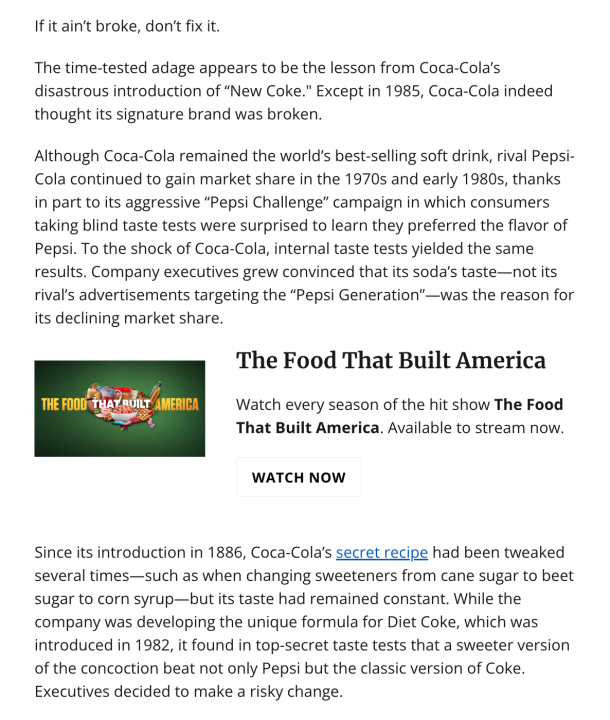 If it ain’t broke, don’t fix it.
The time-tested adage appears to be the lesson from Coca-Cola’s
disastrous introduction of “New Coke." Except in 1985, Coca-Cola indeed
thought its signature brand was broken.
Although Coca-Cola remained the world’s best-selling soft drink, rival Pepsi-
Cola continued to gain market share in the 1970s and early 1980s, thanks
in part to its aggressive “Pepsi Challenge” campaign in which consumers
taking blind taste tests were surprised to learn they preferred the flavor of
Pepsi. To the shock of Coca-Cola, internal taste tests yielded the same
results. Company executives grew convinced that its soda’s taste—not its
rival’s advertisements targeting the “Pepsi Generation”—was the reason for
its declining market share.
THE FOOD THAT BUILT AMERICA
The Food That Built America
Watch every season of the hit show The Food
That Built America. Available to stream now.
WATCH NOW
Since its introduction in 1886, Coca-Cola’s secret recipe had been tweaked
several times—such as when changing sweeteners from cane sugar to beet
sugar to corn syrup—but its taste had remained constant. While the
company was developing the unique formula for Diet Coke, which was
introduced in 1982, it found in top-secret taste tests that a sweeter version
of the concoction beat not only Pepsi but the classic version of Coke.
Executives decided to make a risky change.